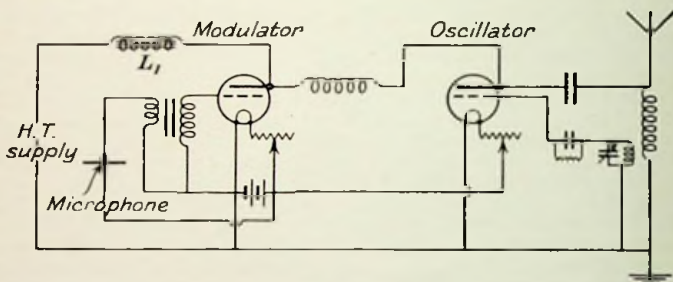 Modulator
Oscillator
L1
H.T.
supply
Microphone